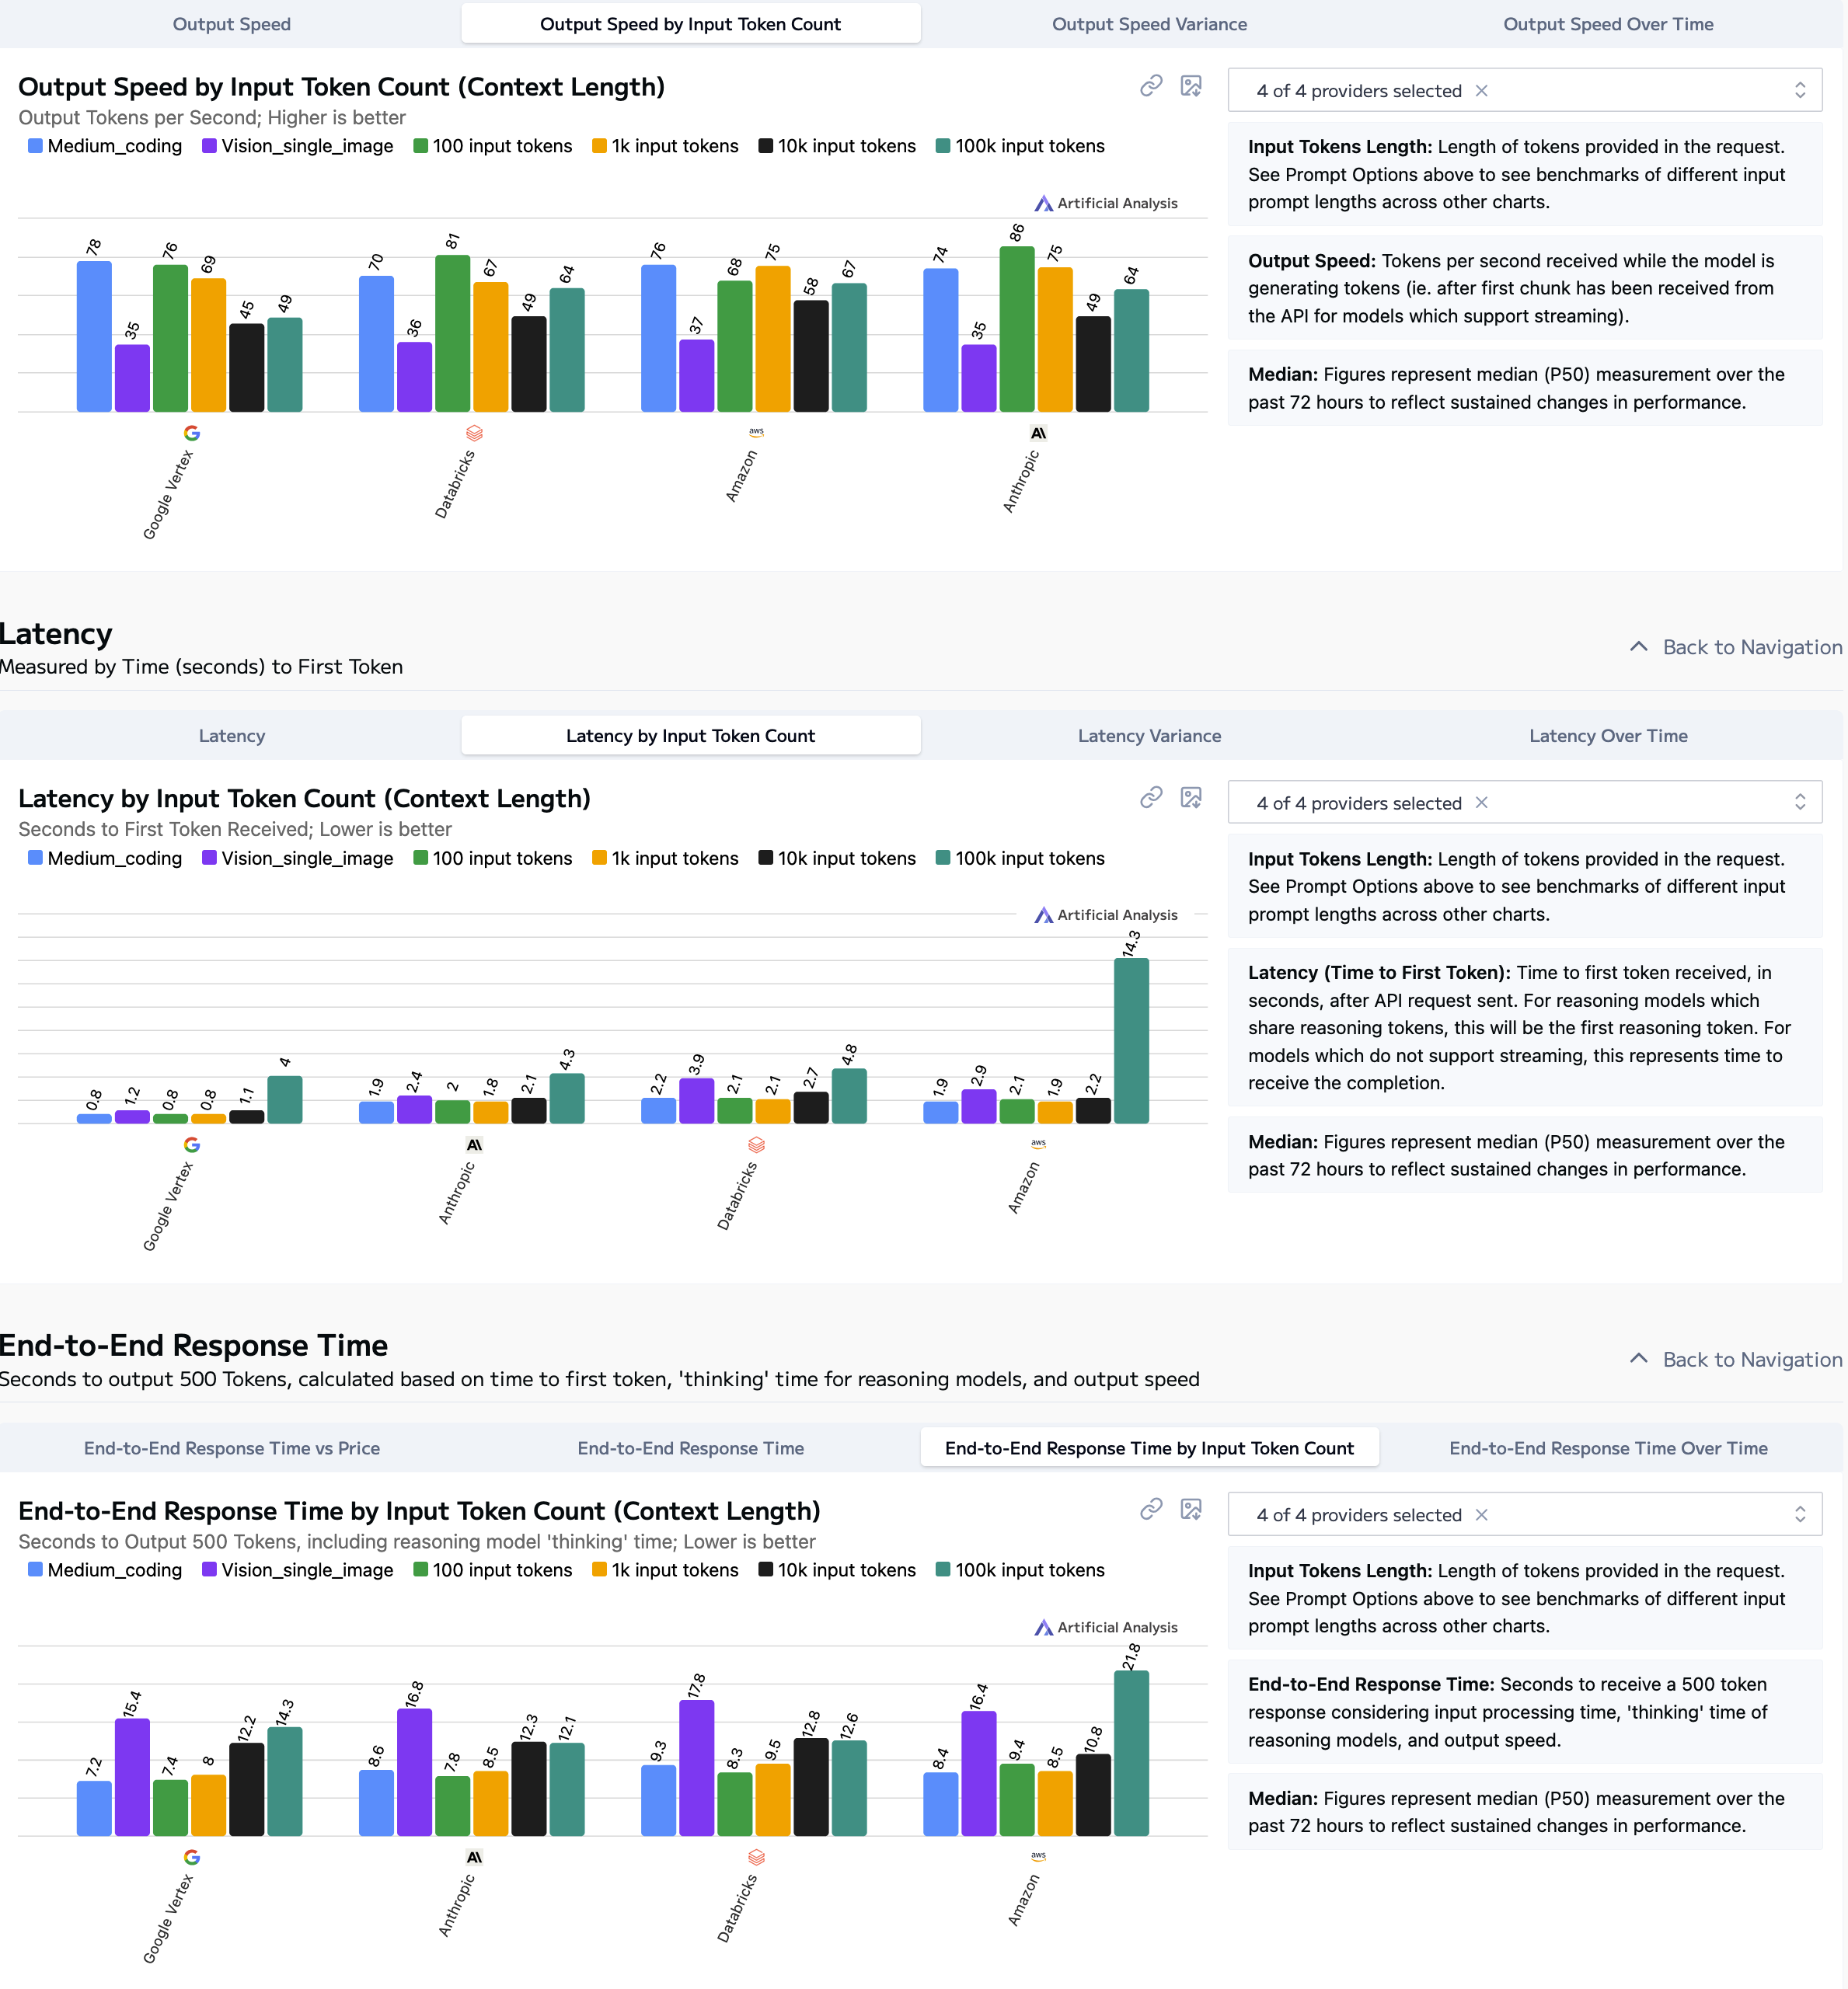 Output Speed
Output Speed by Input Token Count
Output Speed Variance
Output Speed Over Time
Output Speed by Input Token Count (Context Length)
Output Tokens per Second; Higher is better
Medium_coding Vision_single_image 100 input tokens 1k input tokens 10k input tokens 100k input tokens
Artificial Analysis
78 35 76 69 45 49
70 36 81 67 49 64
76 37 68 75 58 67
74 35 86 75 49 64
aws
A\
Google Vertex
Databricks
Amazon
Anthropic
4 of 4 providers selected
Input Tokens Length: Length of tokens provided in the request.
See Prompt Options above to see benchmarks of different input
prompt lengths across other charts.
Output Speed: Tokens per second received while the model is
generating tokens (ie. after first chunk has been received from
the API for models which support streaming).
Median: Figures represent median (P50) measurement over the
past 72 hours to reflect sustained changes in performance.
Latency
Measured by Time (seconds) to First Token
Back to Navigation
Latency
Latency by Input Token Count
Latency Variance
Latency Over Time
Latency by Input Token Count (Context Length)
Seconds to First Token Received; Lower is better
Medium_coding Vision_single_image 100 input tokens 1k input tokens 10k input tokens 100k input tokens
Artificial Analysis
0.8 1.2 0.8 0.8 1.1 4
1.9 2.4 2 1.8 2.1 4.3
2.2 3.9 2.1 2.1 2.7 4.8
1.9 2.9 2.1 1.9 2.2 14.3
A\
aws
Google Vertex
Anthropic
Databricks
Amazon
4 of 4 providers selected
Input Tokens Length: Length of tokens provided in the request.
See Prompt Options above to see benchmarks of different input
prompt lengths across other charts.
Latency (Time to First Token): Time to first token received, in
seconds, after API request sent. For reasoning models which
share reasoning tokens, this will be the first reasoning token. For
models which do not support streaming, this represents time to
receive the completion.
Median: Figures represent median (P50) measurement over the
past 72 hours to reflect sustained changes in performance.
End-to-End Response Time
Seconds to output 500 Tokens, calculated based on time to first token, 'thinking' time for reasoning models, and output speed
Back to Navigation
End-to-End Response Time vs Price
End-to-End Response Time
End-to-End Response Time by Input Token Count
End-to-End Response Time Over Time
End-to-End Response Time by Input Token Count (Context Length)
Seconds to Output 500 Tokens, including reasoning model 'thinking' time; Lower is better
Medium_coding Vision_single_image 100 input tokens 1k input tokens 10k input tokens 100k input tokens
Artificial Analysis
7.2 15.4 7.4 8 12.2 14.3
8.6 16.8 7.8 8.5 12.3 12.1
9.3 17.8 8.3 9.5 12.8 12.6
8.4 16.4 9.4 8.5 10.8 21.8
A\
aws
Google Vertex
Anthropic
Databricks
Amazon
4 of 4 providers selected
Input Tokens Length: Length of tokens provided in the request.
See Prompt Options above to see benchmarks of different input
prompt lengths across other charts.
End-to-End Response Time: Seconds to receive a 500 token
response considering input processing time, 'thinking' time of
reasoning models, and output speed.
Median: Figures represent median (P50) measurement over the
past 72 hours to reflect sustained changes in performance.